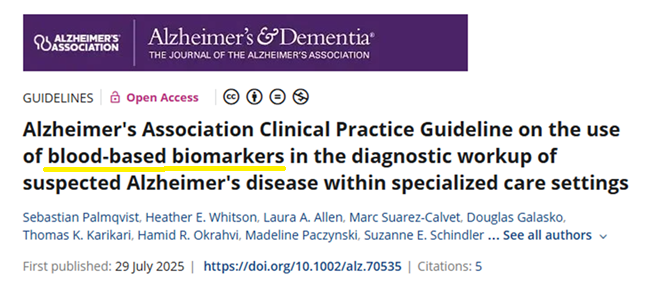 ALZHEIMER'S
ASSOCIATION
Alzheimer's & Dementia®
THE JOURNAL OF THE ALZHEIMER'S ASSOCIATION
GUIDELINES Open Access
Alzheimer's Association Clinical Practice Guideline on the use
of blood-based biomarkers in the diagnostic workup of
suspected Alzheimer's disease within specialized care settings
Sebastian Palmqvist, Heather E. Whitson, Laura A. Allen, Marc Suarez-Calvet, Douglas Galasko,
Thomas K. Karikari, Hamid R. Okrahvi, Madeline Paczynski, Suzanne E. Schindler ... See all authors
First published: 29 July 2025 | https://doi.org/10.1002/alz.70535 | Citations: 5